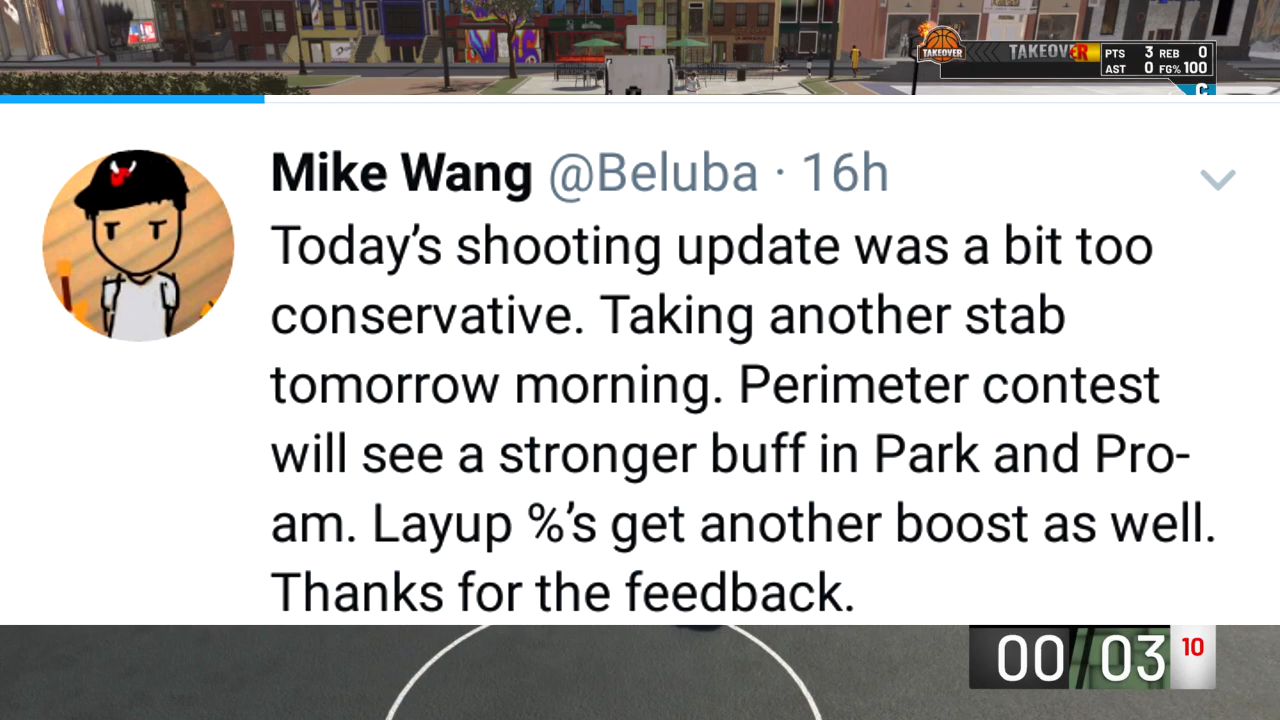 TAKEOVER
TAKEOVER
PTS 3 REB 0
AST 0 FG% 100
C
Mike Wang @Beluba · 16h
Today’s shooting update was a bit too
conservative. Taking another stab
tomorrow morning. Perimeter contest
will see a stronger buff in Park and Pro-
am. Layup %’s get another boost as well.
Thanks for the feedback.
00 03 10